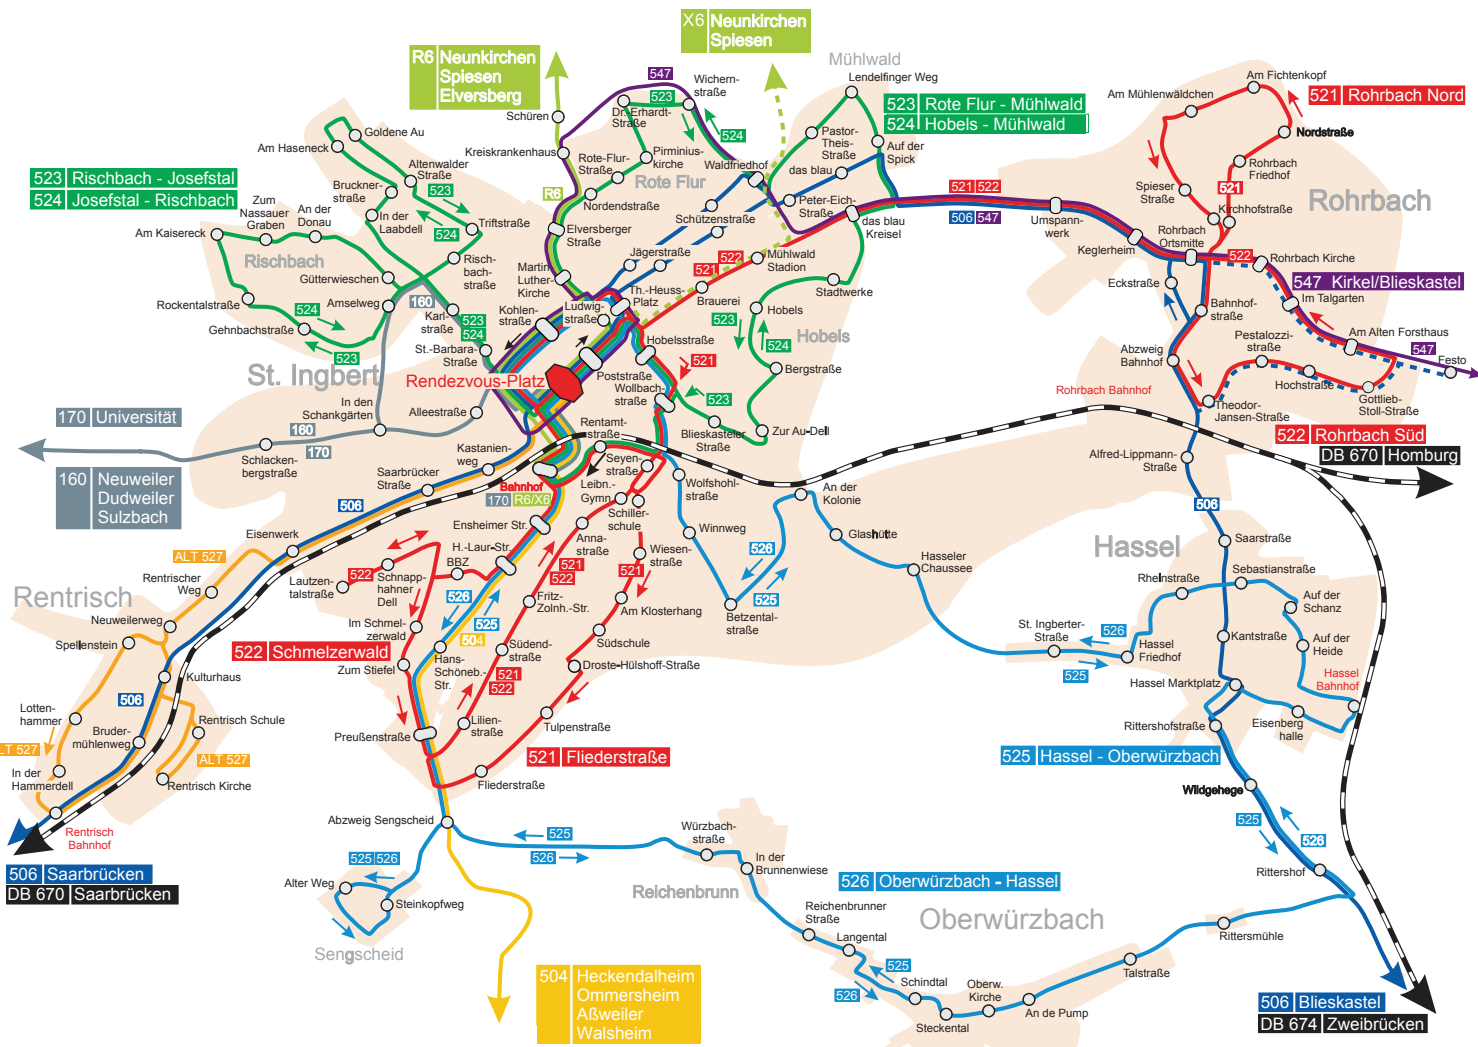 X6 Neunkirchen
Spiesen
R6 Neunkirchen
Spiesen
Elversberg
Mühlwald
Lendelfinger Weg
547
Wichern-
straße
523
Dr.-Erhardt-
Straße
524
Schüren
Kreiskrankenhaus
Rote-Flur-
Straße
Pirminius-
kirche
Rote Flur
Waldfriedhof
Nordendstraße
R6
Elversberger
Straße
Schützenstraße
Jägerstraße
Martin-
Luther-
Kirche
Pastor-
Theis-
Straße
Auf der
Spick
das blau
Peter-Eich-
Straße
das blau
Kreisel
523 Rote Flur - Mühlwald
524 Hobels - Mühlwald
521 522
506 547
Umspann-
werk
Keglerheim
Am Fichtenkopf
Am Mühlenwäldchen
521 Rohrbach Nord
Nordstraße
Rohrbach
Friedhof
521
Spieser
Straße
Kirchhofstraße
Rohrbach
Rohrbach
Ortsmitte
522
Rohrbach Kirche
547 Kirkel/Blieskastel
Im Talgarten
Am Alten Forsthaus
547
Festo
Eckstraße
Bahnhof-
straße
Pestalozzi-
straße
Abzweig
Bahnhof
Hochstraße
Gottlieb-
Stoll-Straße
Theodor-
Jansen-Straße
Rohrbach Bahnhof
522 Rohrbach Süd
DB 670 Homburg
Alfred-Lippmann-
Straße
506
523 Rischbach - Josefstal
524 Josefstal - Rischbach
Goldene Au
Am Haseneck
Altenwalder
Straße
523
Bruckner-
straße
In der
Laabdell
524
Triftstraße
Zum
Nassauer
Graben
An der
Donau
Am Kaisereck
Rischbach
Gütterwieschen
Risch-
bach-
straße
Rockentalstraße
524
Gehnbachstraße
523
Amselweg
160
Karl-
straße
523
524
St.-Barbara-
Straße
Kohlen-
straße
Ludwig-
straße
Th.-Heuss-
Platz
522
521
Mühlwald
Stadion
Brauerei
Stadtwerke
Hobels
523
524
Hobels
Hobelsstraße
521
Bergstraße
523
Poststraße
Wollbach-
straße
Blieskasteler
Straße
Zur Au-Dell
St. Ingbert
Rendezvous-Platz
170 Universität
In den
Schankgärten
Alleestraße
160
170
Schlacken-
bergstraße
160 Neuweiler
Dudweiler
Sulzbach
Rentamt-
straße
Kastanien-
weg
Seyen-
straße
Saarbrücker
Straße
Bahnhof
170 R6/X6
Leibn.-
Gymn.
Schiller-
schule
506
Ensheimer Str.
Anna-
straße
Wiesen-
straße
Wolfshohl-
straße
Winnweg
An der
Kolonie
Glashütte
Hasseler
Chaussee
526
525
Betzental-
straße
Eisenwerk
ALT 527
H.-Laur-Str.
BBZ
521
522
521
Lautzen-
talstraße
522
Schnapp-
hahner
Dell
526
525
504
Fritz-
Zolnh.-Str.
Am Klosterhang
Rentrisch
Rentrischer
Weg
Neuweilerweg
Spellenstein
Im Schmel-
zerwald
522 Schmelzerwald
Zum Stiefel
Hans-
Schöneb.-
Str.
Südend-
straße
Südschule
Droste-Hülshoff-Straße
521
522
506
Kulturhaus
Lotten-
hammer
Rentrisch Schule
Bruder-
mühlenweg
LT 527
ALT 527
In der
Hammerdell
Rentrisch Kirche
Rentrisch
Bahnhof
506 Saarbrücken
DB 670 Saarbrücken
Preußenstraße
Lilien-
straße
Tulpenstraße
521 Fliederstraße
Fliederstraße
Abzweig Sengscheid
525
526
525 526
Alter Weg
Steinkopfweg
Sengscheid
Würzbach-
straße
In der
Brunnenwiese
Reichenbrunn
504 Heckendalheim
Ommersheim
Aßweiler
Walsheim
Hassel
Saarstraße
Rheinstraße
Sebastianstraße
Auf der
Schanz
St. Ingberter-
Straße
526
525
Hassel
Friedhof
Kantstraße
Auf der
Heide
Hassel
Bahnhof
Hassel Marktplatz
Rittershofstraße
Eisenberg
halle
525 Hassel - Oberwürzbach
Wildgehege
525
526
Rittershof
526 Oberwürzbach - Hassel
Oberwürzbach
Reichenbrunner
Straße
Langental
525
526
Schindtal
Oberw.
Kirche
Steckental
An de Pump
Talstraße
Rittersmühle
506 Blieskastel
DB 674 Zweibrücken